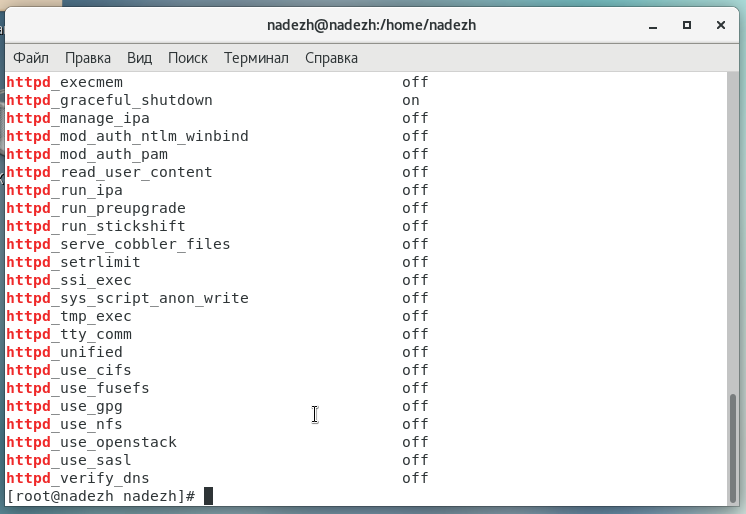 nadezh@nadezh:/home/nadezh
Файл Правка Вид Поиск Терминал Справка
httpd_execmem off
httpd_graceful_shutdown on
httpd_manage_ipa off
httpd_mod_auth_ntlm_winbind off
httpd_mod_auth_pam off
httpd_read_user_content off
httpd_run_ipa off
httpd_run_preupgrade off
httpd_run_stickshift off
httpd_serve_cobbler_files off
httpd_setrlimit off
httpd_ssi_exec off
httpd_sys_script_anon_write off
httpd_tmp_exec off
httpd_tty_comm off
httpd_unified off
httpd_use_cifs off
httpd_use_fusefs off
httpd_use_gpg off
httpd_use_nfs off
httpd_use_openstack off
httpd_use_sasl off
httpd_verify_dns off
[root@nadezh nadezh]#